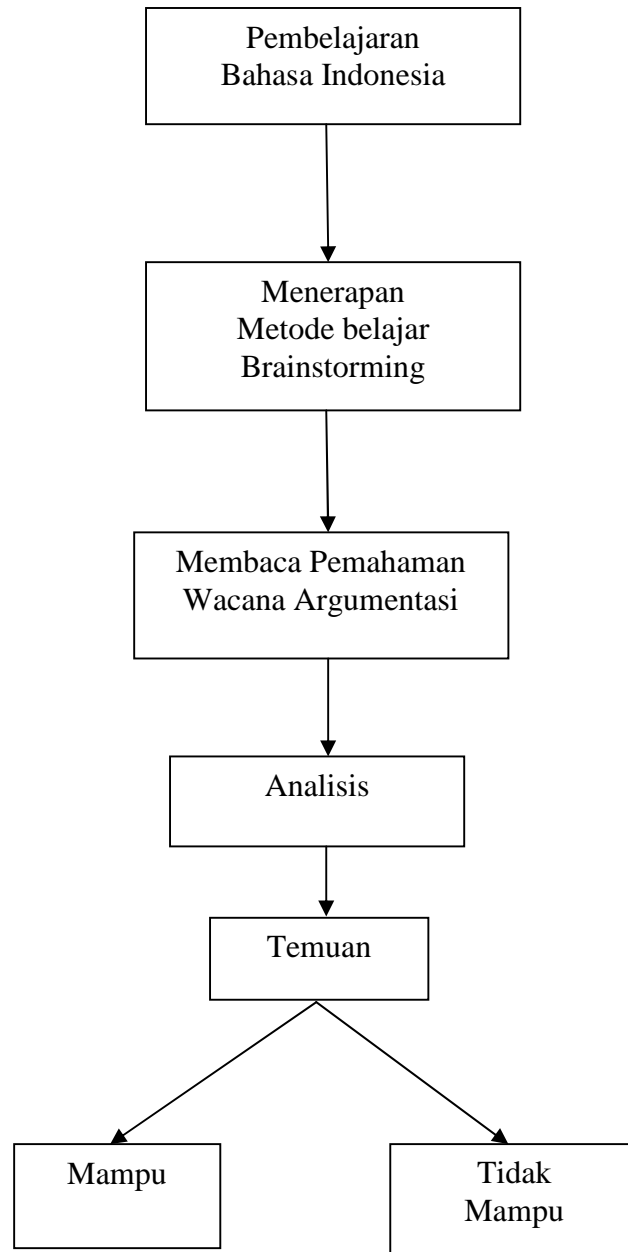 Pembelajaran
Bahasa Indonesia
Menerapan
Metode belajar
Brainstorming
Membaca Pemahaman
Wacana Argumentasi
Analisis
Temuan
Mampu
Tidak
Mampu